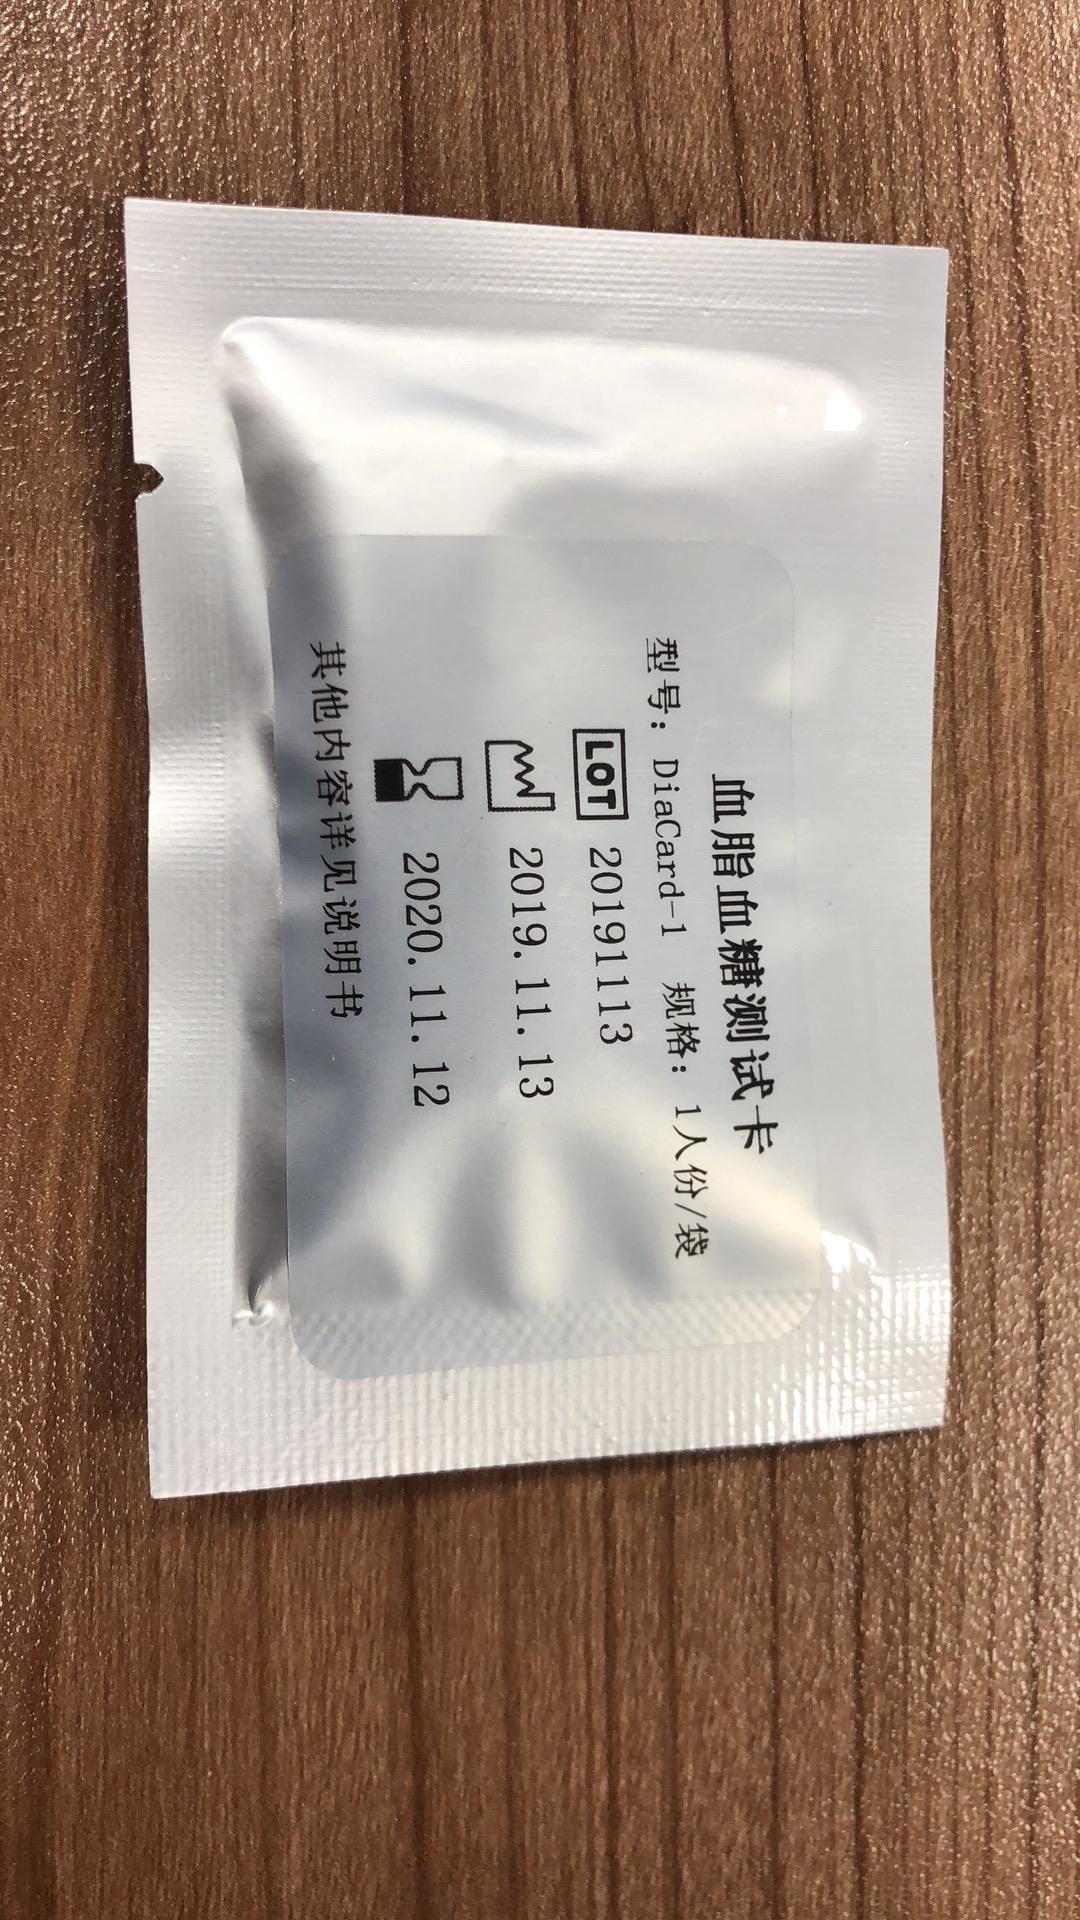 血脂血糖测试卡
型号: DiaCard-1 规格: 1人份/袋
LOT 20191113
2019.11.13
2020.11.12
其他内容详见说明书